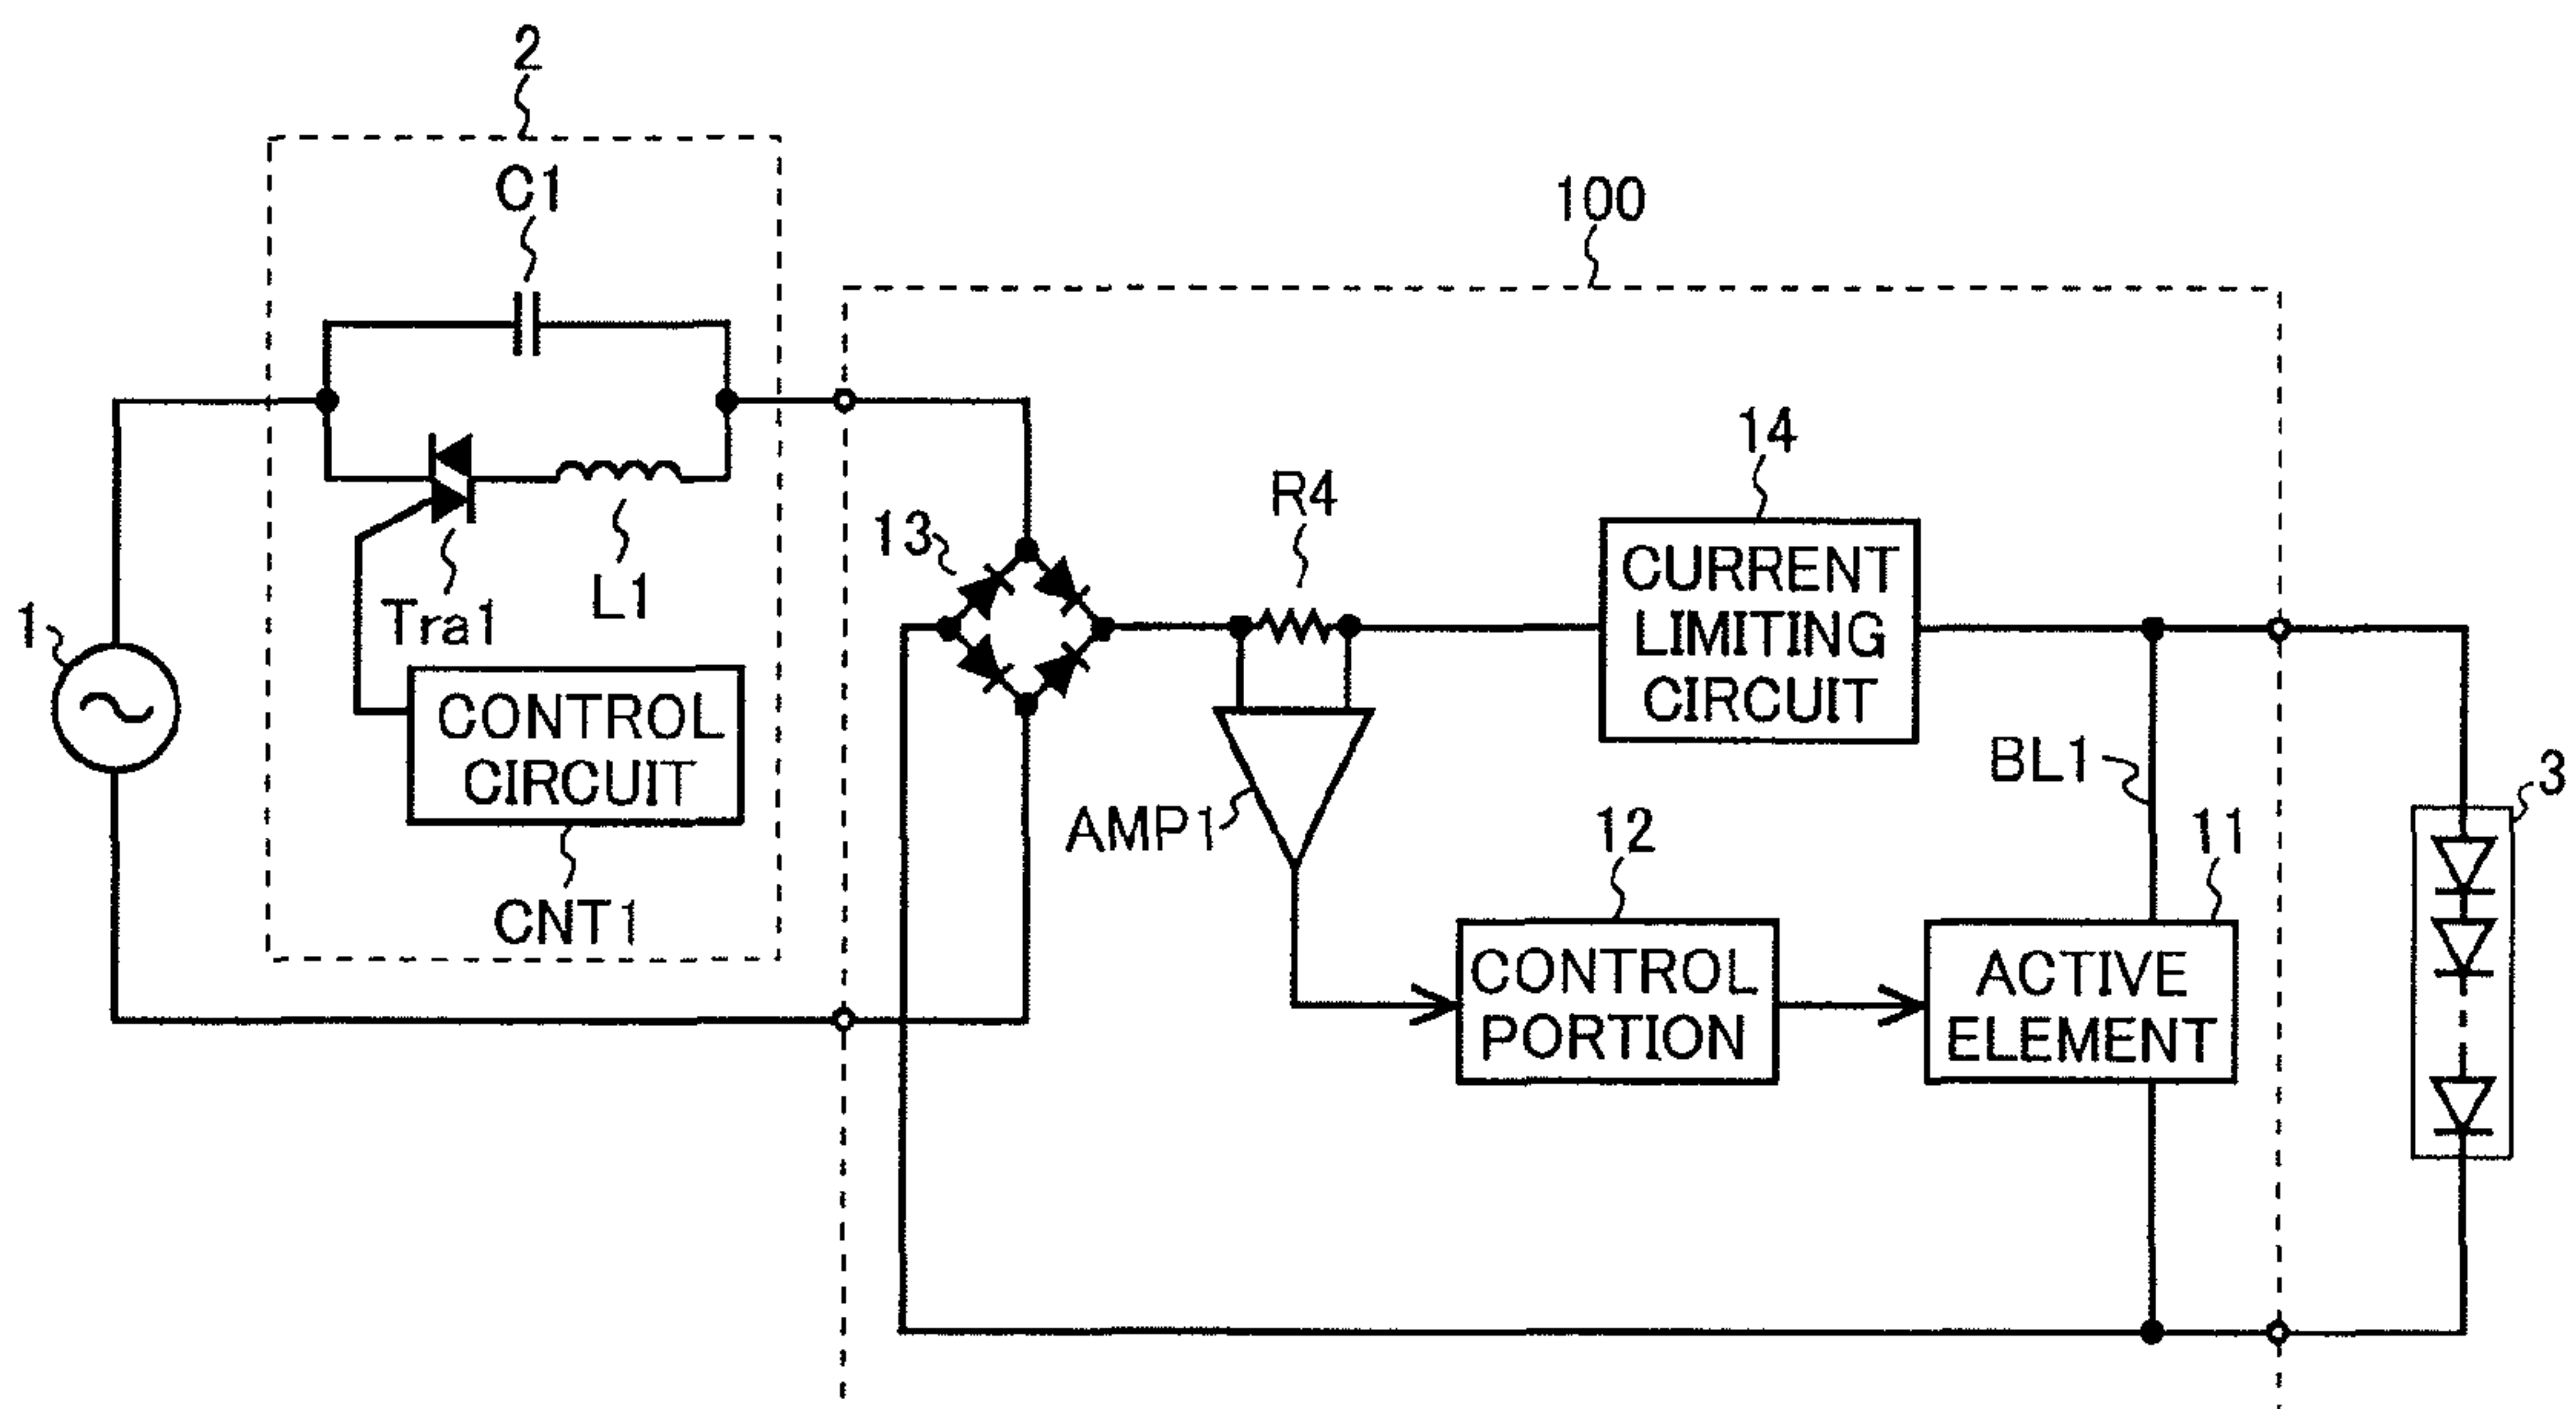 2
C1
100
14
R4
13
CURRENT
LIMITING
CIRCUIT
Tra1
L1
1
CONTROL
CIRCUIT
BL1
3
AMP1
12
11
CNT1
CONTROL
PORTION
ACTIVE
ELEMENT